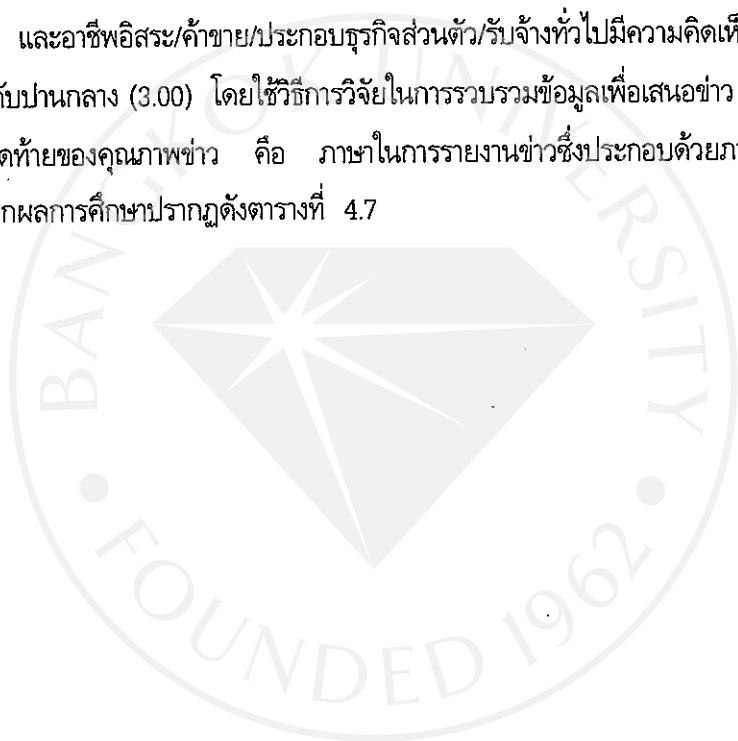 และอาชีพอิสระ/ค้าขาย/ประกอบธุรกิจส่วนตัว/รับจ้างทั่วไปมีความคิดเห็
ับปานกลาง (3.00) โดยใช้วิธีการวิจัยในการรวบรวมข้อมูลเพื่อเสนอข่าว
ดท้ายของคุณภาพข่าว คือ ภาษาในการรายงานข่าวซึ่งประกอบด้วยภา
กผลการศึกษาปรากฏดังตารางที่ 4.7
BANGKOK UNIVERSITY
FOUNDED 1962